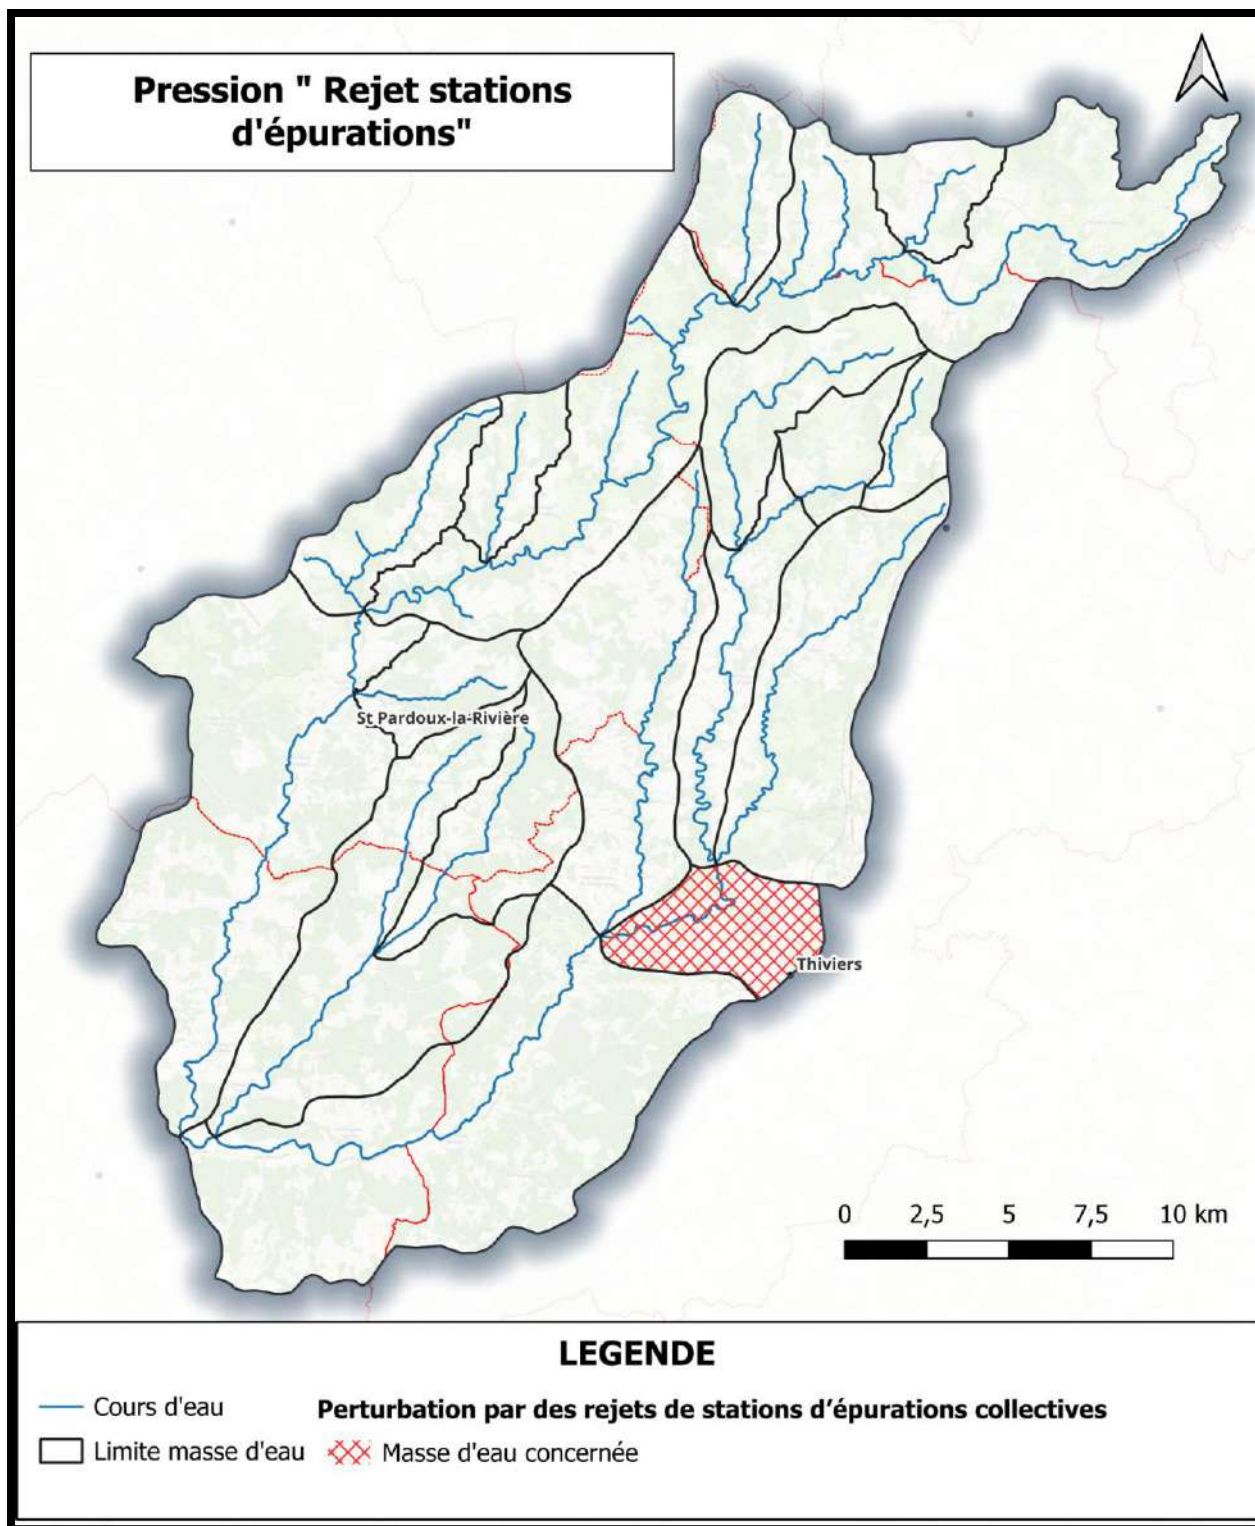 Pression " Rejet stations
d'épurations"
St Pardoux-la-Rivière
Thiviers
0 2,5 5 7,5 10 km
LEGENDE
Cours d'eau
Perturbation par des rejets de stations d’épurations collectives
Limite masse d'eau
Masse d'eau concernée